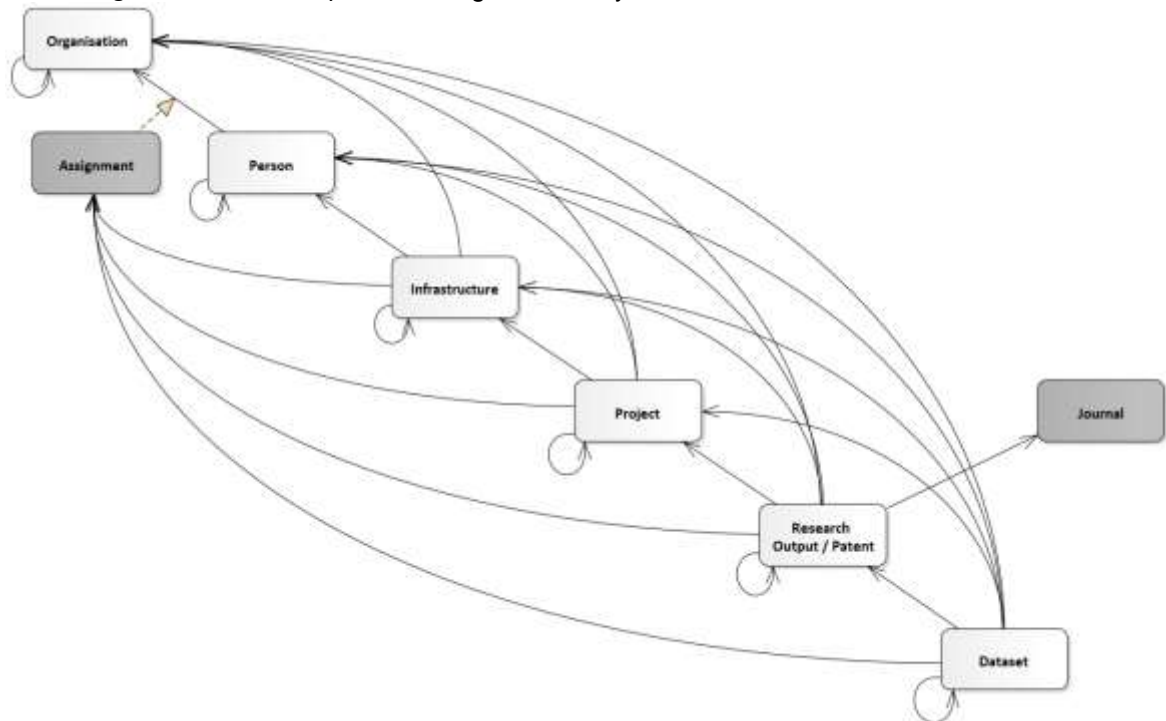 Organisation
Assignment
Person
Infrastructure
Project
Journal
Research
Output / Patent
Dataset